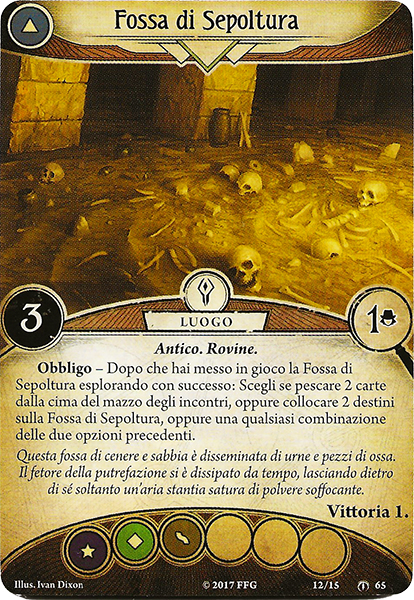 Fossa di Sepoltura
3
LUOGO
1
Antico. Rovine.
Obbligo – Dopo che hai messo in gioco la Fossa di
Sepoltura esplorando con successo: Scegli se pescare 2 carte
dalla cima del mazzo degli incontri, oppure collocare 2 destini
sulla Fossa di Sepoltura, oppure una qualsiasi combinazione
delle due opzioni precedenti.
Questa fossa di cenere e sabbia è disseminata di urne e pezzi di ossa.
Il fetore della putrefazione si è dissipato da tempo, lasciando dietro
di sé soltanto un'aria stantia satura di polvere soffocante.
Vittoria 1.
Illus. Ivan Dixon
© 2017 FFG
12/15
65